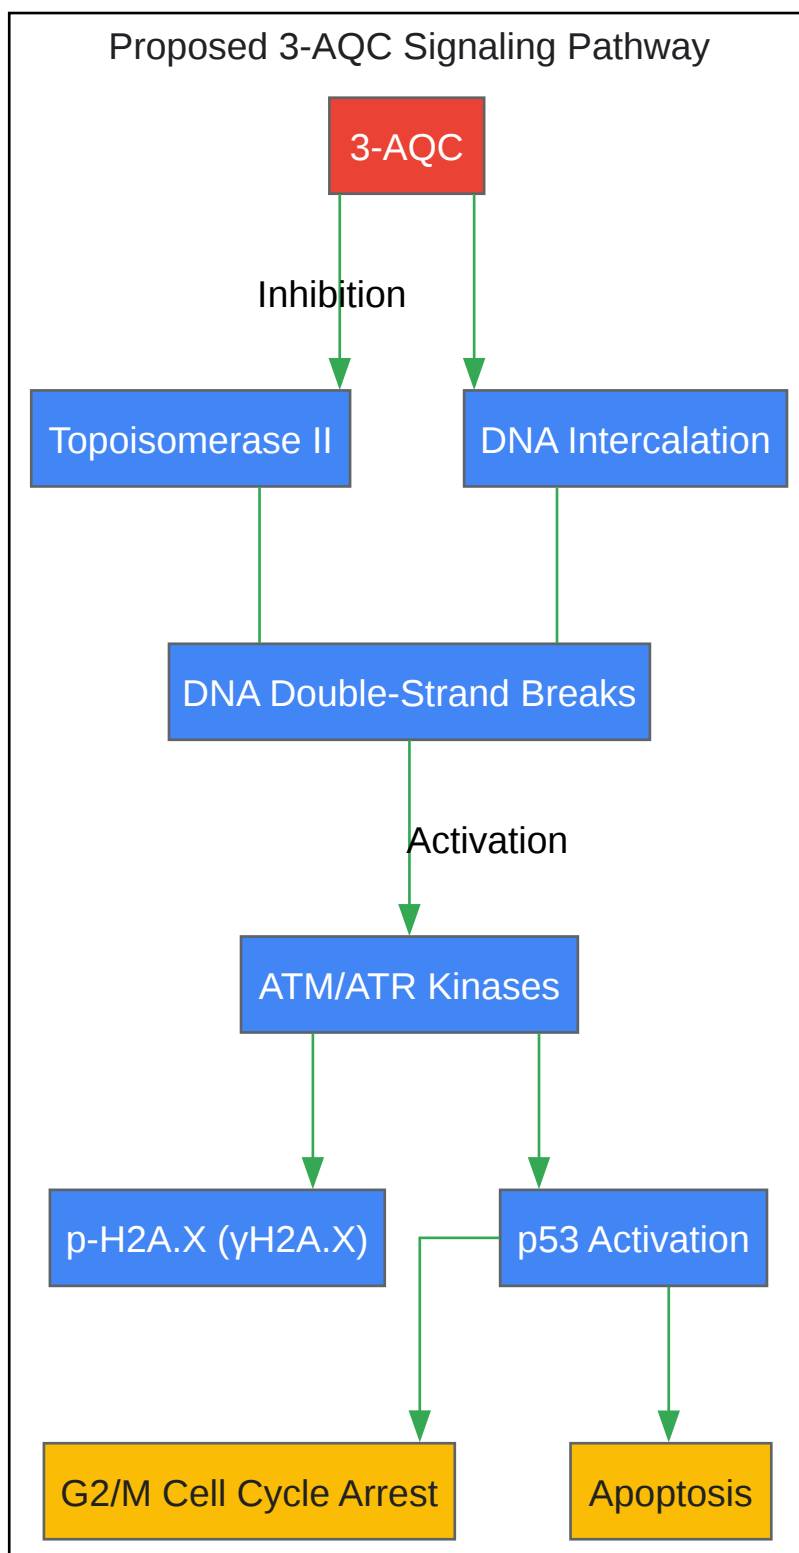 Proposed 3-AQC Signaling Pathway
3-AQC
Inhibition
Topoisomerase II
DNA Intercalation
DNA Double-Strand Breaks
Activation
ATM/ATR Kinases
p-H2A.X (γH2A.X)
p53 Activation
G2/M Cell Cycle Arrest
Apoptosis